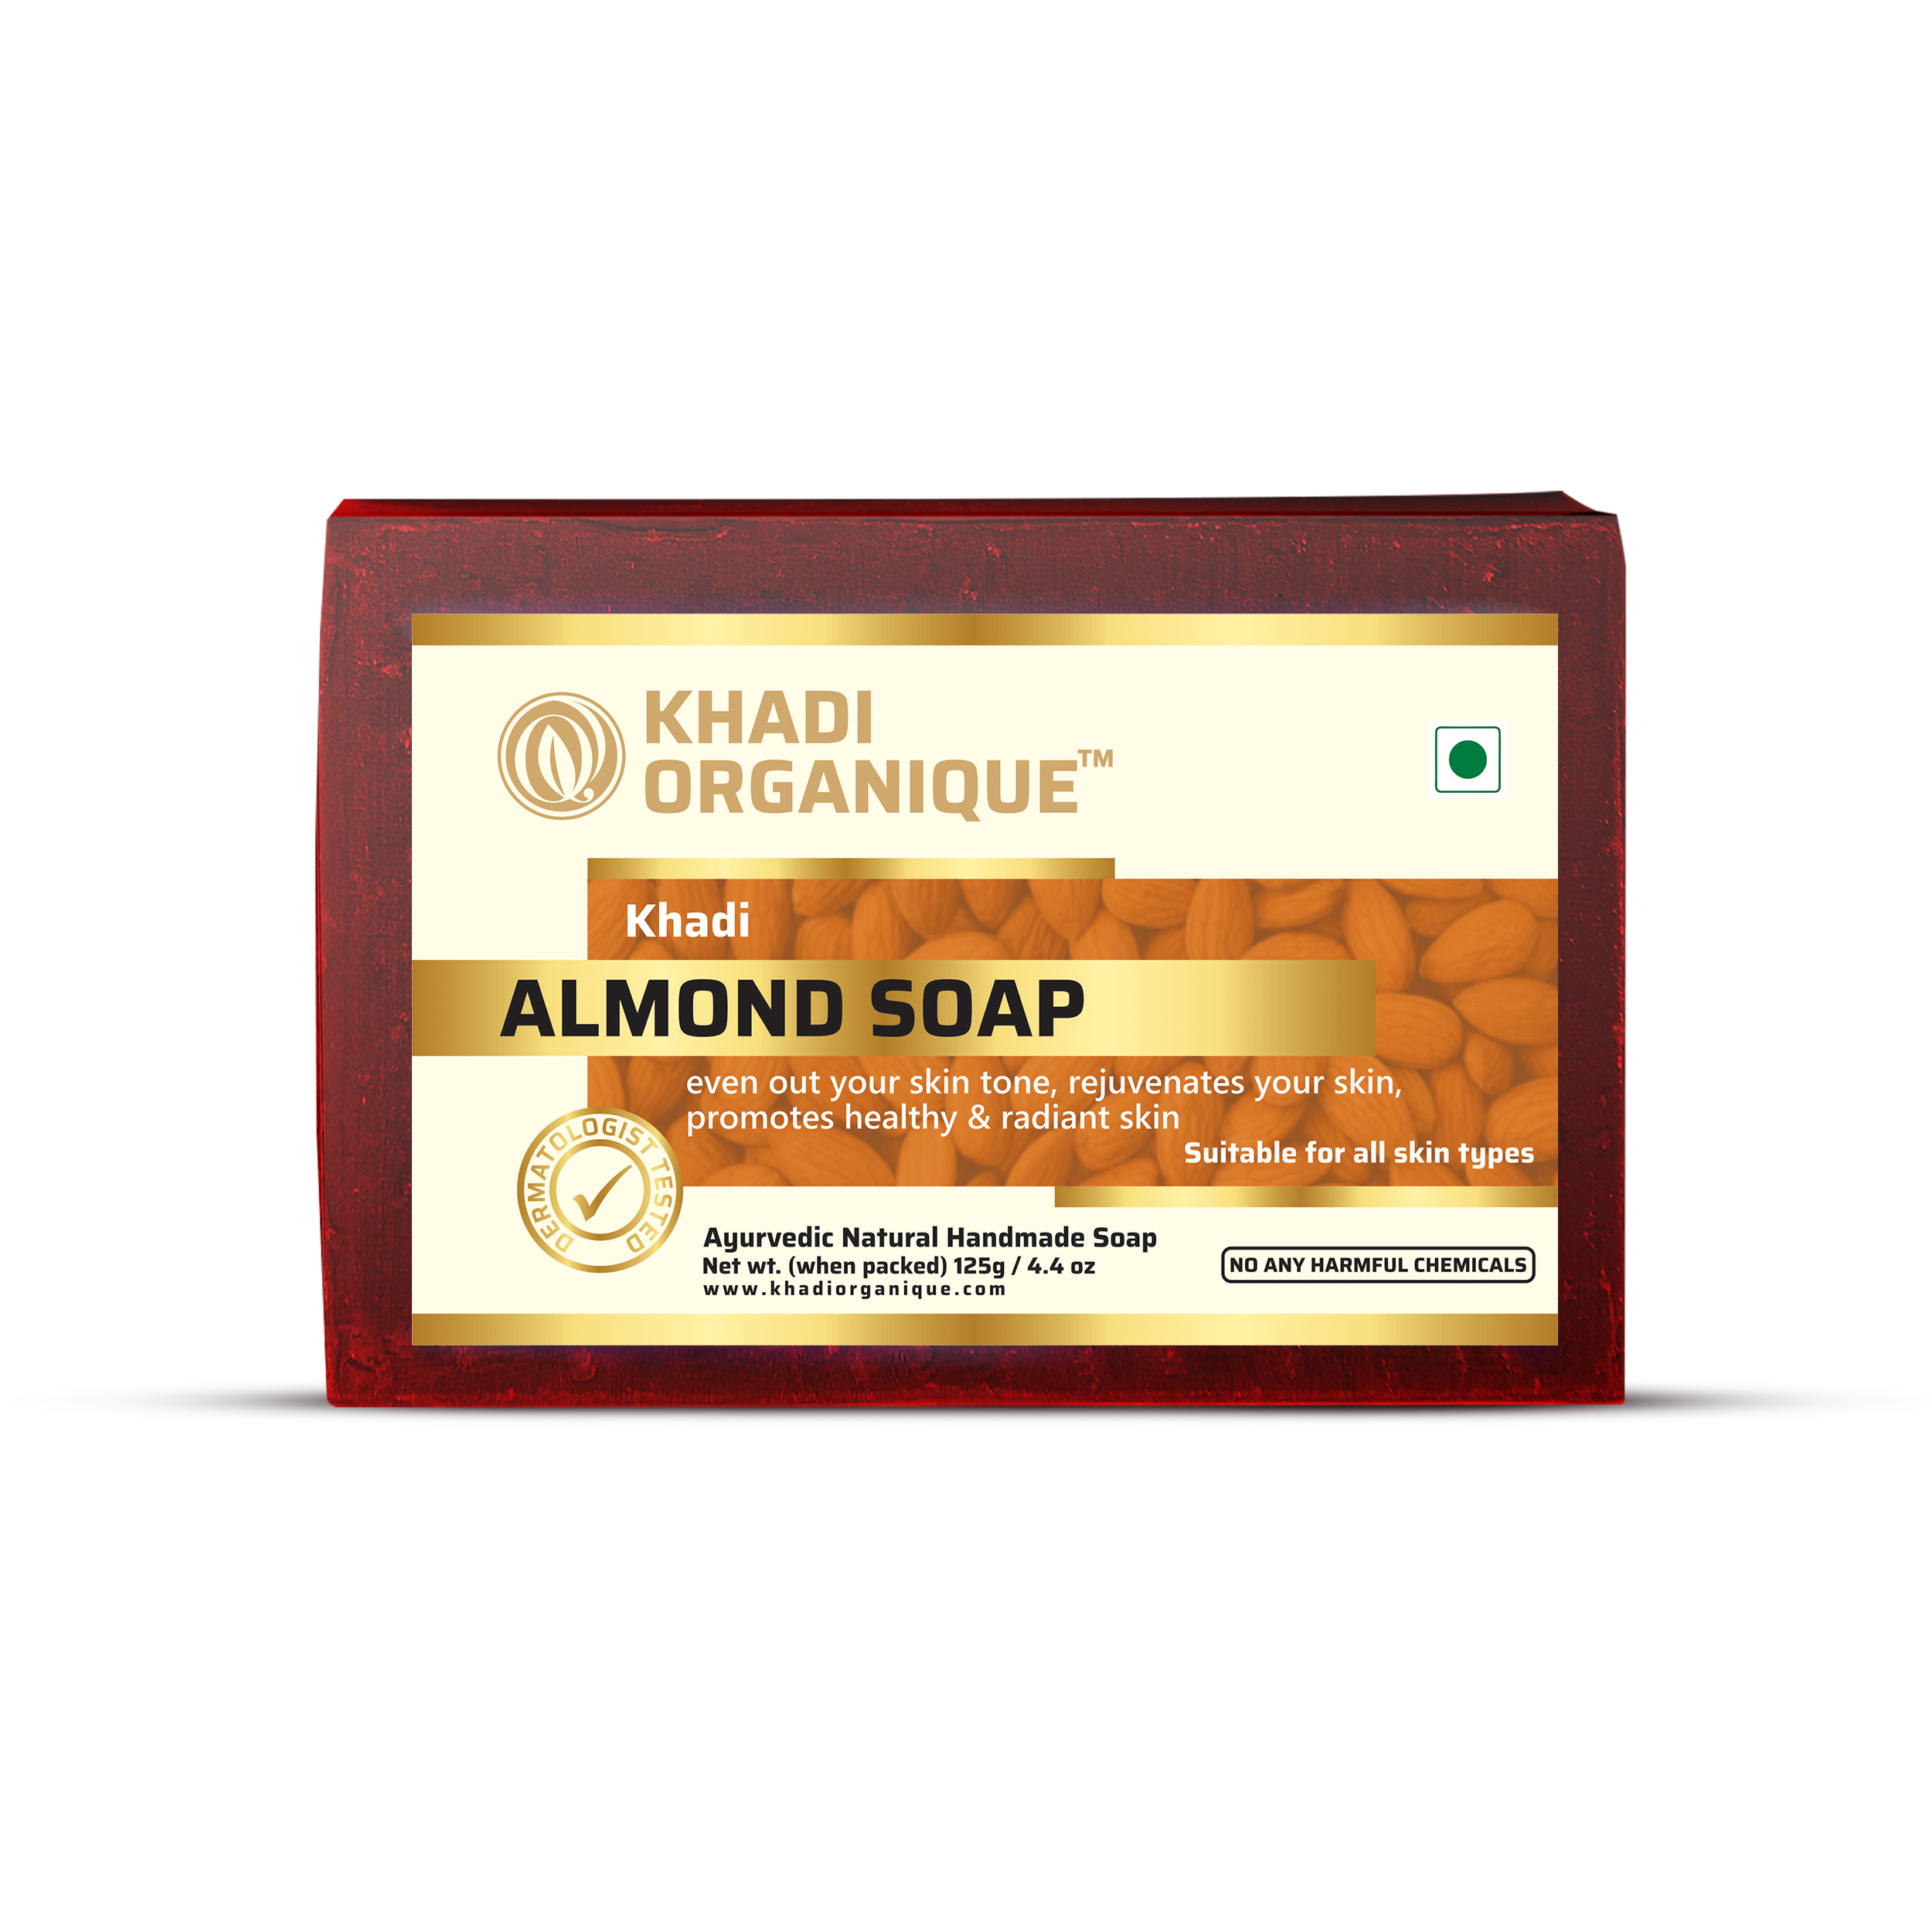 KHADI
ORGANIQUE™
Khadi
ALMOND SOAP
even out your skin tone, rejuvenates your skin,
promotes healthy & radiant skin
Suitable for all skin types
DERMATOLOGIST TESTED
Ayurvedic Natural Handmade Soap
Net wt. (when packed) 125g / 4.4 oz
www.khadiorganique.com
NO ANY HARMFUL CHEMICALS